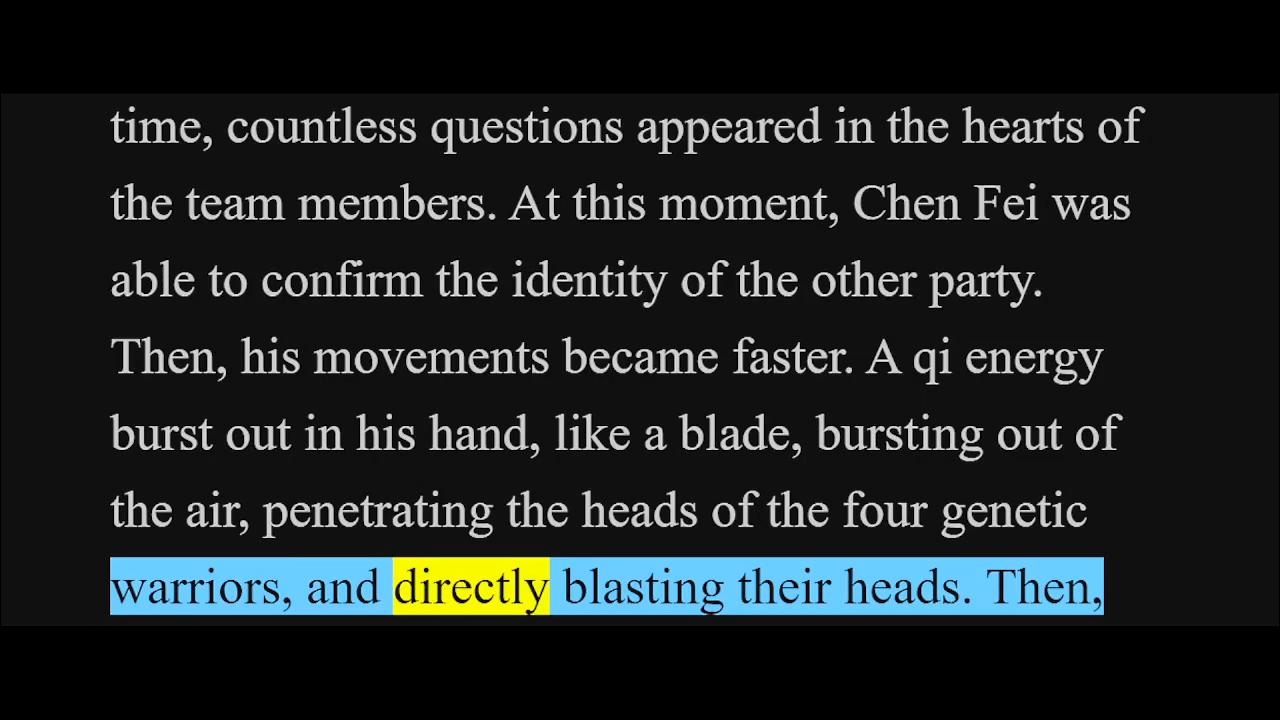 time, countless questions appeared in the hearts of
the team members. At this moment, Chen Fei was
able to confirm the identity of the other party.
Then, his movements became faster. A qi energy
burst out in his hand, like a blade, bursting out of
the air, penetrating the heads of the four genetic
warriors, and directly blasting their heads. Then,